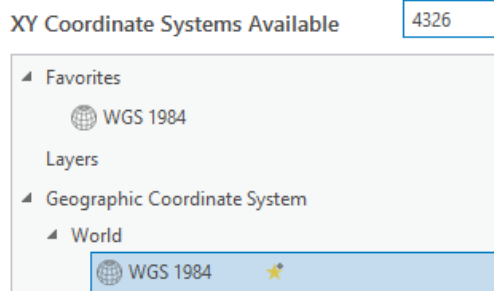 XY Coordinate Systems Available
4326
Favorites
WGS 1984
Layers
Geographic Coordinate System
World
WGS 1984